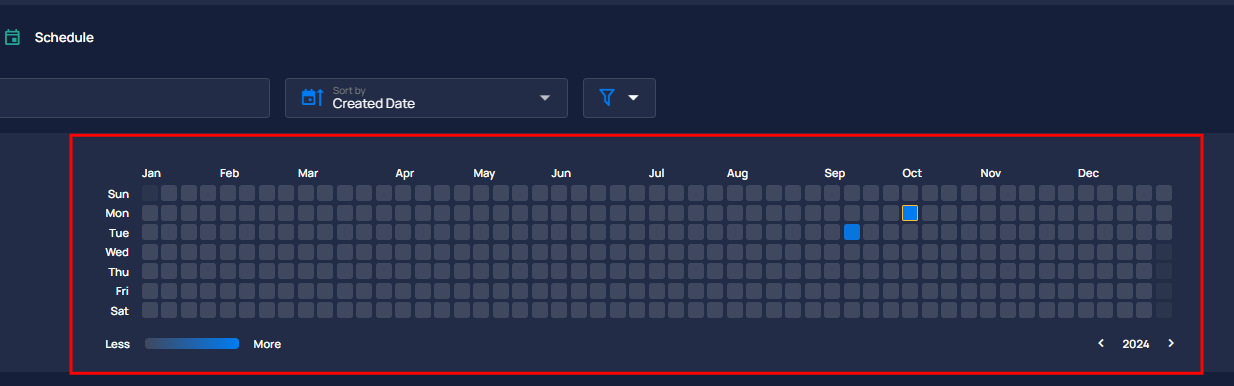 Schedule
Sort by
Created Date
Jan Feb Mar Apr May Jun Jul Aug Sep Oct Nov Dec
Sun
Mon
Tue
Wed
Thu
Fri
Sat
Less More 2024